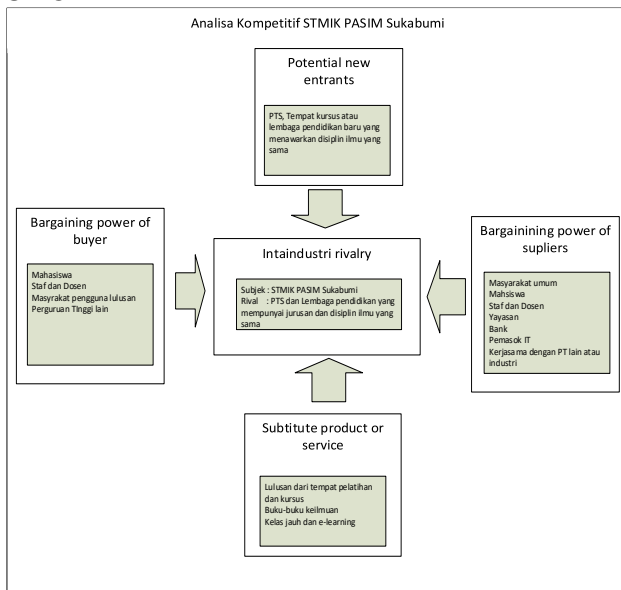 Analisa Kompetitif STMIK PASIM Sukabumi
Potential new
entrants
PTS, Tempat kursus atau
lembaga pendidikan baru yang
menawarkan disiplin ilmu yang
sama
Bargaining power of
buyer
Mahasiswa
Staf dan Dosen
Masyrakat pengguna lulusan
Perguruan TInggi lain
Intaindustri rivalry
Subjek : STMIK PASIM Sukabumi
Rival : PTS dan Lembaga pendidikan yang
mempunyai jurusan dan disiplin ilmu yang
sama
Bargainining power of
supliers
Masyarakat umum
Mahsiswa
Staf dan Dosen
Yayasan
Bank
Pemasok IT
Kerjasama dengan PT lain atau
industri
Subtitute product or
service
Lulusan dari tempat pelatihan
dan kursus
Buku-buku keilmuan
Kelas jauh dan e-learning